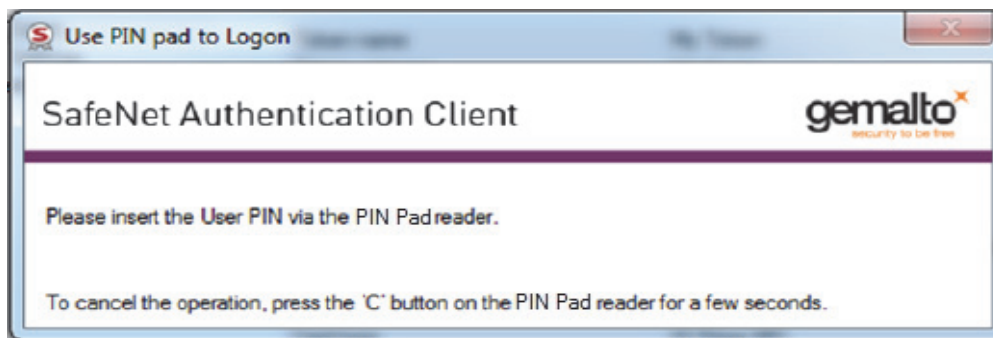 Use PIN pad to Logon
SafeNet Authentication Client
gemalto
security to be free
Please insert the User PIN via the PIN Pad reader.
To cancel the operation, press the 'C' button on the PIN Pad reader for a few seconds.